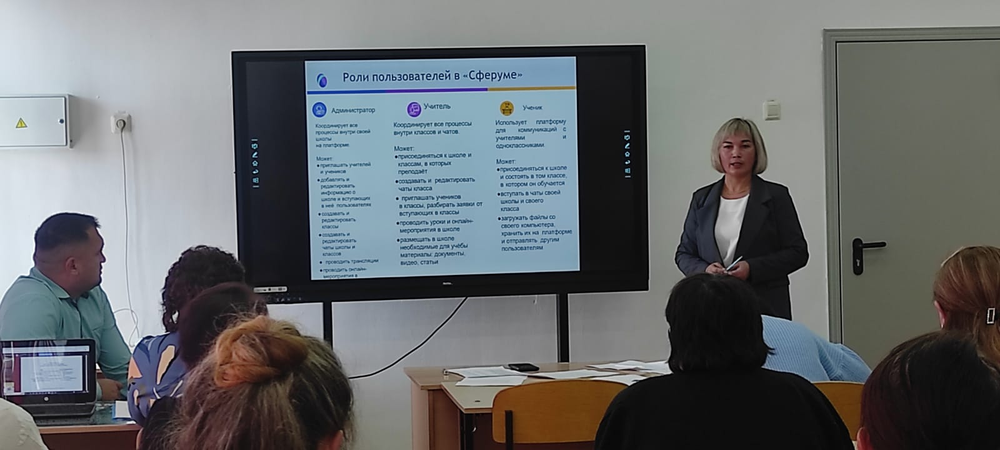 Роли пользователей в «Сферуме»
Администратор
Координирует все
процессы внутри своей
школы
на платформе.
Может:
•приглашать учителей
и учеников
•добавлять и
редактировать
информацию о
школе и вступающих
в неё пользователях
•создавать и
редактировать
классы
•создавать и
редактировать
чаты школы и
классов
• проводить трансляции
•проводить онлайн-
мероприятия в
Учитель
Координирует все процессы
внутри классов и чатов.
Может:
•присоединяться к школе и
классам, в которых
преподаёт
•создавать и редактировать
чаты класса
• приглашать учеников
в классы, разбирать заявки от
вступающих в классы
•проводить уроки и онлайн-
мероприятия в школе
•размещать в школе
необходимые для учёбы
материалы: документы,
видео, статьи
Ученик
Использует платформу
для коммуникаций с
учителями и
одноклассниками.
Может:
•присоединяться к школе
и состоять в том классе,
в котором он обучается
•вступать в чаты своей
школы и своего
класса
•загружать файлы со
своего компьютера,
хранить их на платформе
и отправлять другим
пользователям